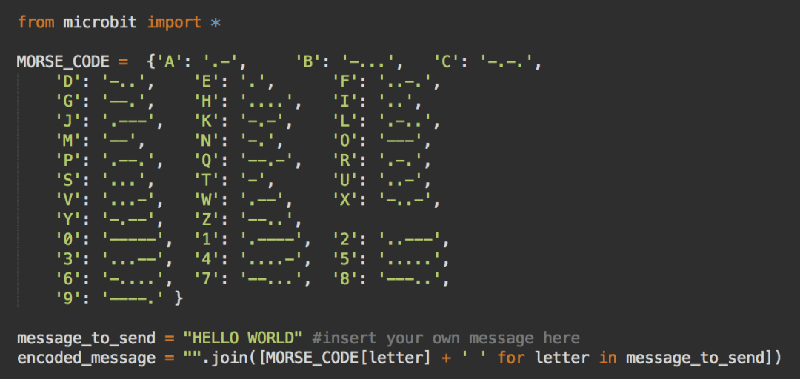 from microbit import *
MORSE_CODE =  {'A': '.-',     'B': '-...',   'C': '-.-.',
    'D': '-..',    'E': '.',      'F': '..-.',
    'G': '--.',    'H': '....',   'I': '..',
    'J': '.---',   'K': '-.-',    'L': '.-..',
    'M': '--',     'N': '-.',     'O': '---',
    'P': '.--.',   'Q': '--.-',   'R': '.-.',
    'S': '...',    'T': '-',      'U': '..-',
    'V': '...-',   'W': '.--',    'X': '-..-',
    'Y': '-.--',   'Z': '--..',
    '0': '-----',  '1': '.----',  '2': '..---',
    '3': '...--',  '4': '....-',  '5': '.....',
    '6': '-....',  '7': '--...',  '8': '---..',
    '9': '----.' }
message_to_send = "HELLO WORLD" #insert your own message here
encoded_message = "".join([MORSE_CODE[letter] + ' ' for letter in message_to_send])